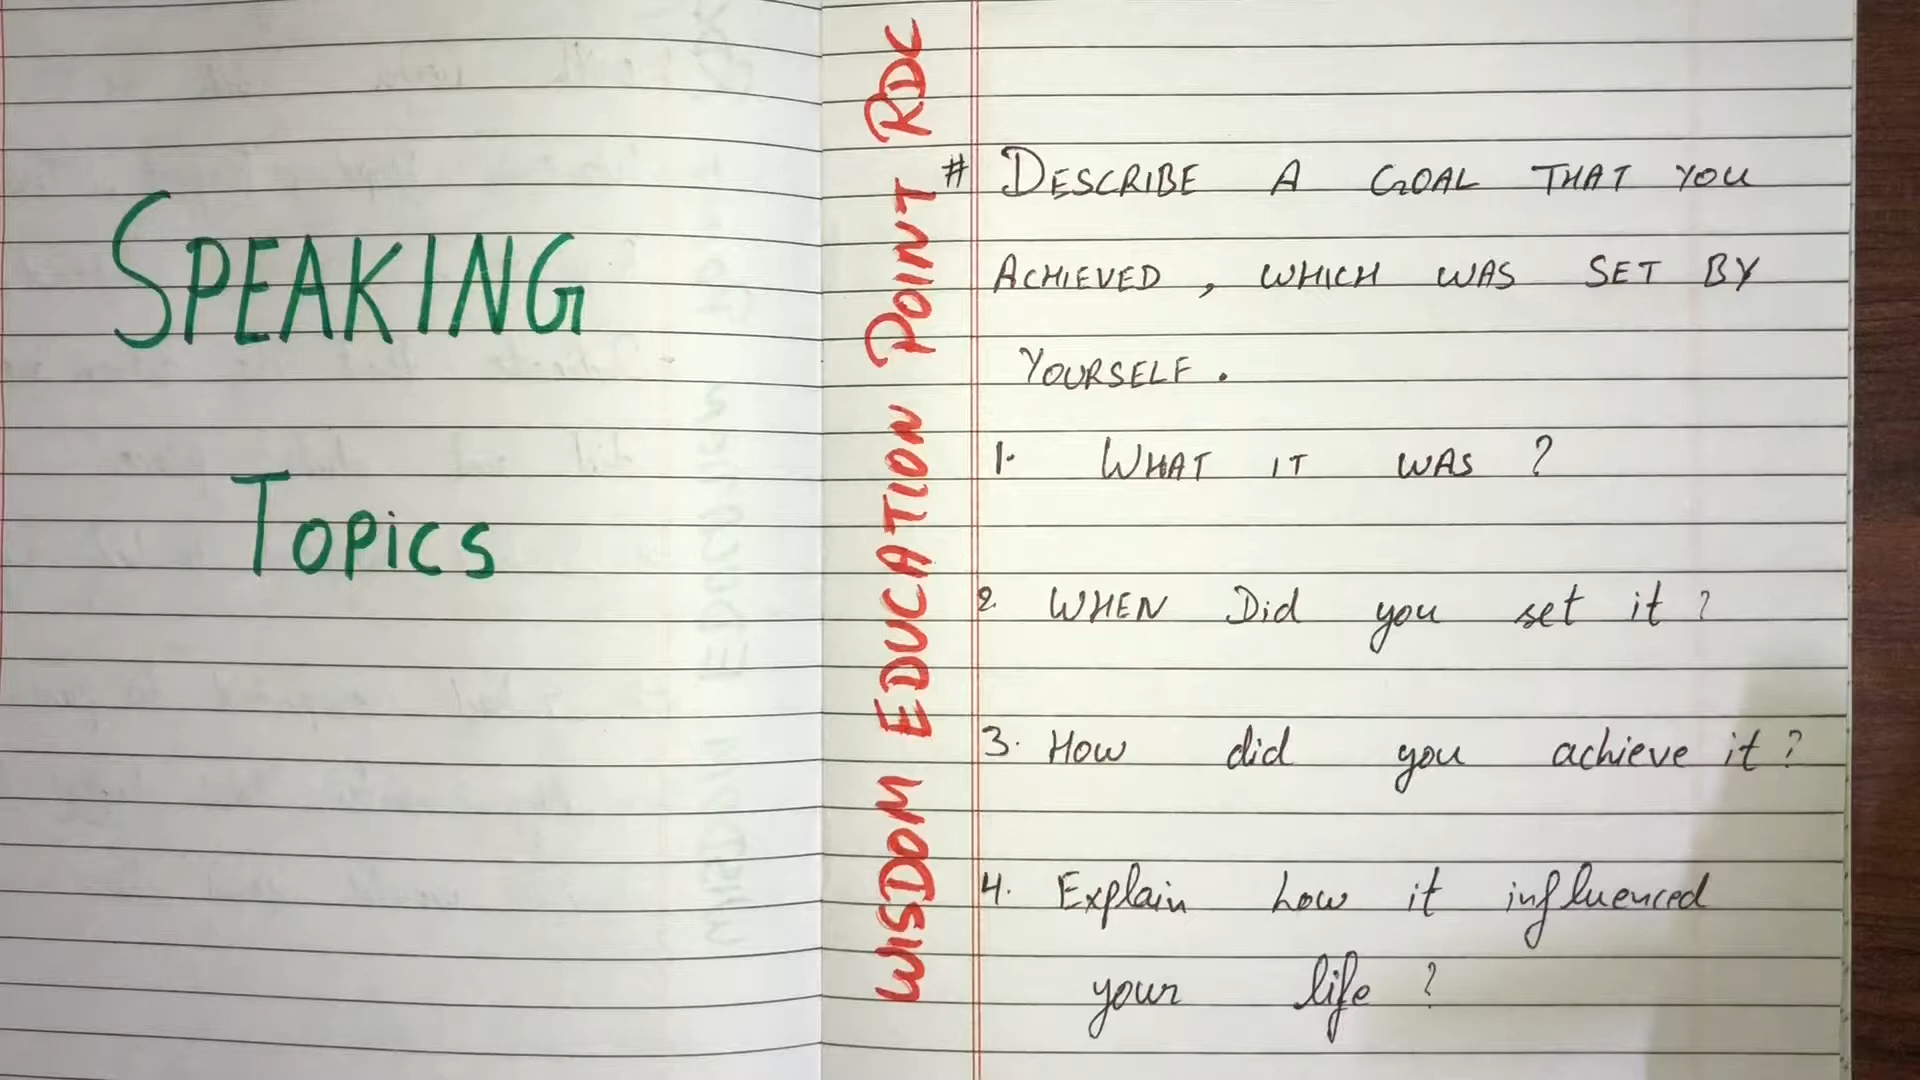 SPEAKING
TOPiCS
WISDOM EDUCATION POINT RDC
# DESCRIBE A GOAL THAT YOU
ACHIEVED, WHICH WAS SET BY
YOURSELF.
1. WHAT IT WAS?
2. WHEN Did you set it?
3. How did you achieve it?
4. Explain how it influenced
your life?